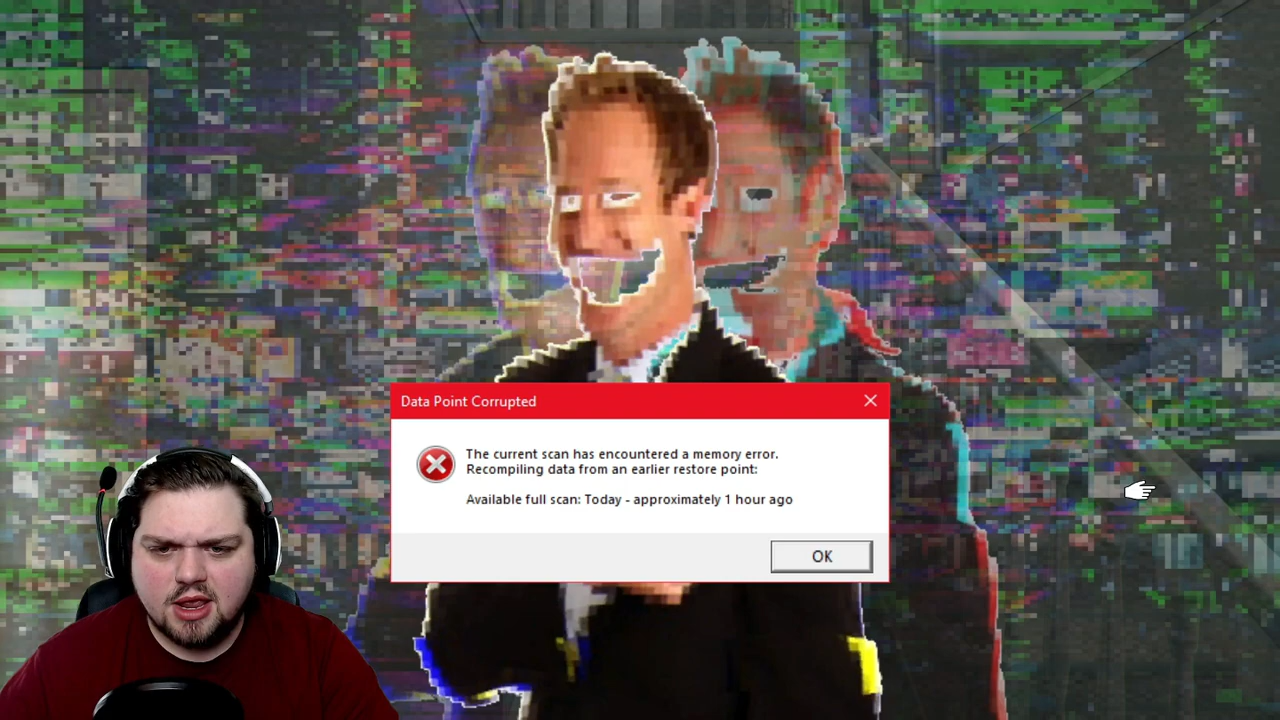 Data Point Corrupted
The current scan has encountered a memory error.
Recompiling data from an earlier restore point:
Available full scan: Today - approximately 1 hour ago
OK